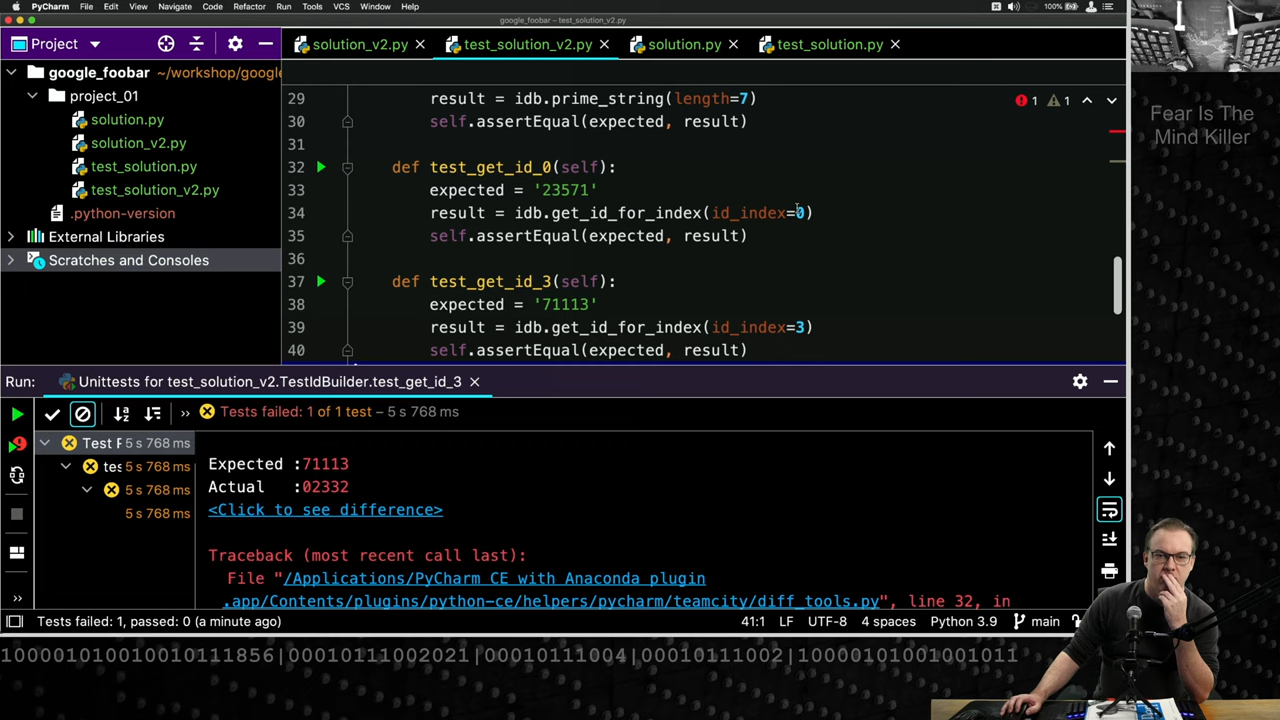 PyCharm File Edit View Navigate Code Refactor Run Tools VCS Window Help 100%
google_foobar – test_solution_v2.py
Project solution_v2.py test_solution_v2.py solution.py test_solution.py
google_foobar ~/workshop/google
project_01
solution.py
solution_v2.py
test_solution.py
test_solution_v2.py
.python-version
External Libraries
Scratches and Consoles
29 result = idb.prime_string(length=7)
30 self.assertEqual(expected, result)
31
32 def test_get_id_0(self):
33 expected = '23571'
34 result = idb.get_id_for_index(id_index=0)
35 self.assertEqual(expected, result)
36
37 def test_get_id_3(self):
38 expected = '71113'
39 result = idb.get_id_for_index(id_index=3)
40 self.assertEqual(expected, result)
1 1
Fear Is The
Mind Killer
Run: Unittests for test_solution_v2.TestIdBuilder.test_get_id_3
Tests failed: 1 of 1 test – 5 s 768 ms
Test F 5 s 768 ms
tes 5 s 768 ms
5 s 768 ms
5 s 768 ms
Expected :71113
Actual :02332
<Click to see difference>
Traceback (most recent call last):
File "/Applications/PyCharm CE with Anaconda plugin
.app/Contents/plugins/python-ce/helpers/pycharm/teamcity/diff_tools.py", line 32, in
Tests failed: 1, passed: 0 (a minute ago) 41:1 LF UTF-8 4 spaces Python 3.9 main
100001010010010111856|00010111002021|00010111004|00010111002|10000101001001011